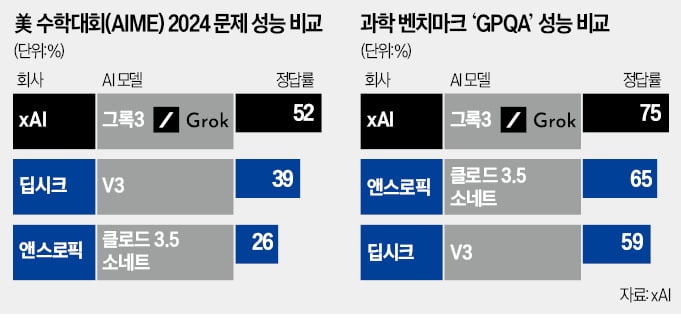 美 수학대회(AIME) 2024 문제 성능 비교
(단위:%)
회사 AI 모델 정답률
xAI 그록3 Grok 52
딥시크 V3 39
앤스로픽 클로드 3.5
소네트 26
과학 벤치마크 ‘GPQA’ 성능 비교
(단위:%)
회사 AI 모델 정답률
xAI 그록3 Grok 75
앤스로픽 클로드 3.5
소네트 65
딥시크 V3 59
자료:xAI